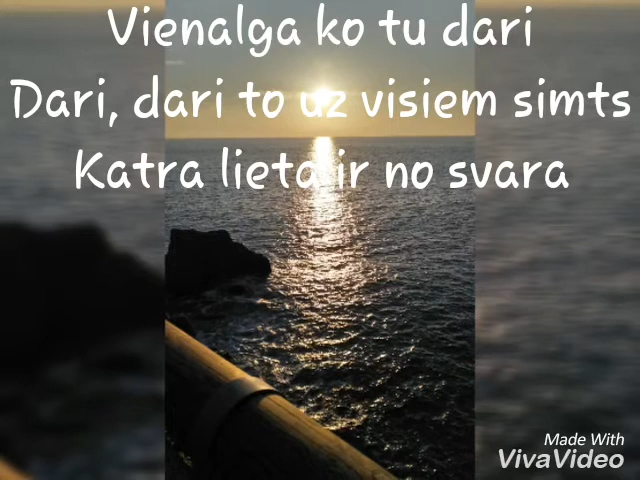 Vienalga ko tu dari
Dari, dari to uz visiem simts
Katra lieta ir no svara
Made With
VivaVideo